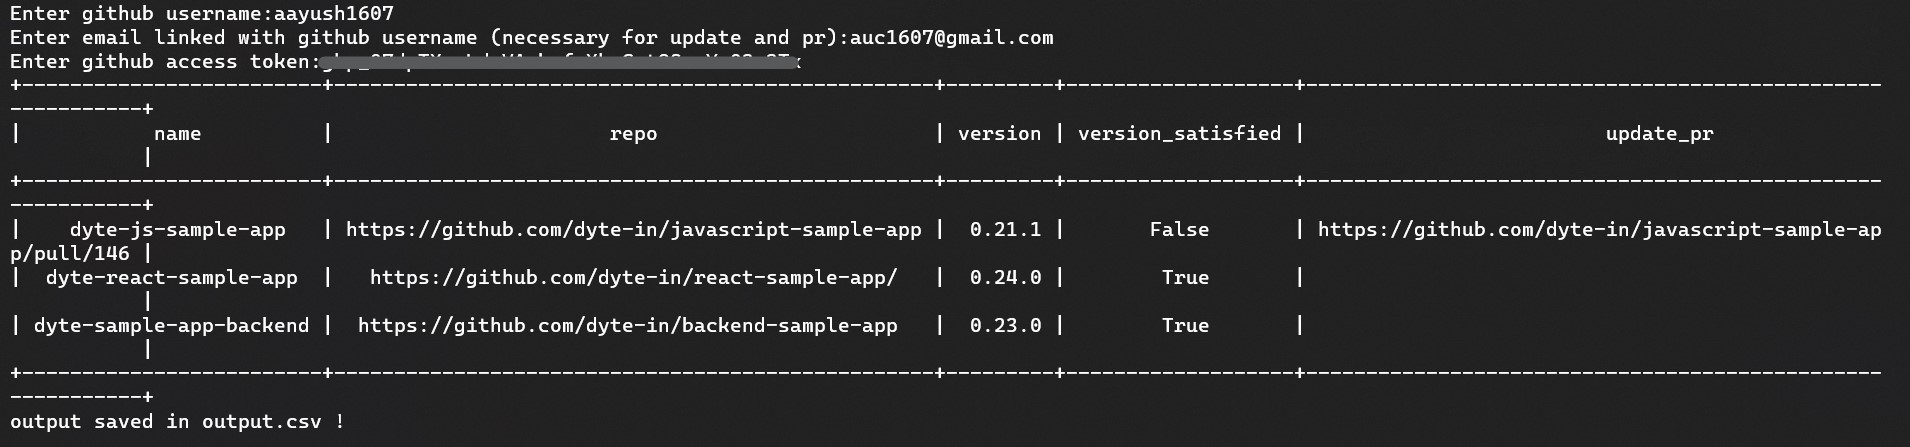 Enter github username:aayush1607
Enter email linked with github username (necessary for update and pr):auc1607@gmail.com
Enter github access token:
+-------------------------+--------------------------------------------------+---------+-------------------+------------------------------------------------
-----------+
|           name          |                       repo                       | version | version_satisfied |                         update_pr
           |
+-------------------------+--------------------------------------------------+---------+-------------------+------------------------------------------------
-----------+
|    dyte-js-sample-app   | https://github.com/dyte-in/javascript-sample-app |  0.21.1 |       False       | https://github.com/dyte-in/javascript-sample-ap
p/pull/146 |
|  dyte-react-sample-app  |   https://github.com/dyte-in/react-sample-app/   |  0.24.0 |        True       |
           |
| dyte-sample-app-backend |  https://github.com/dyte-in/backend-sample-app   |  0.23.0 |        True       |
           |
+-------------------------+--------------------------------------------------+---------+-------------------+------------------------------------------------
-----------+
output saved in output.csv !